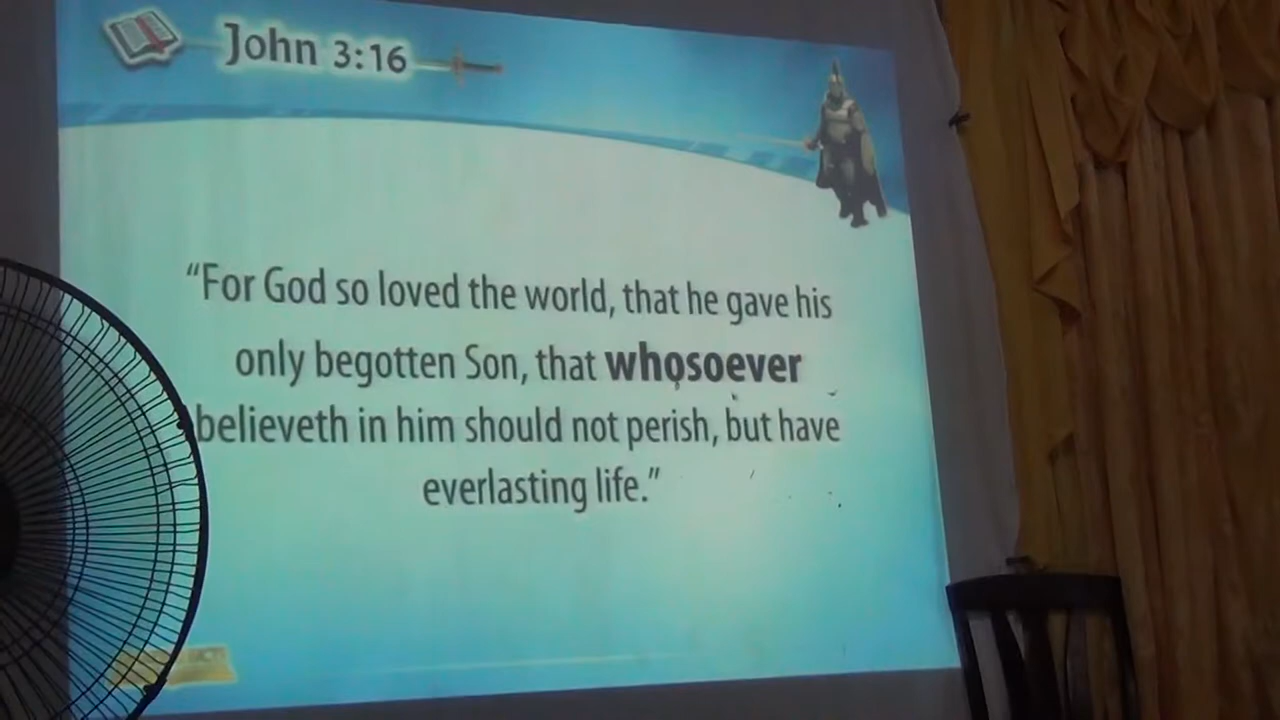 John 3:16
“For God so loved the world, that he gave his
only begotten Son, that whosoever
believeth in him should not perish, but have
everlasting life.”